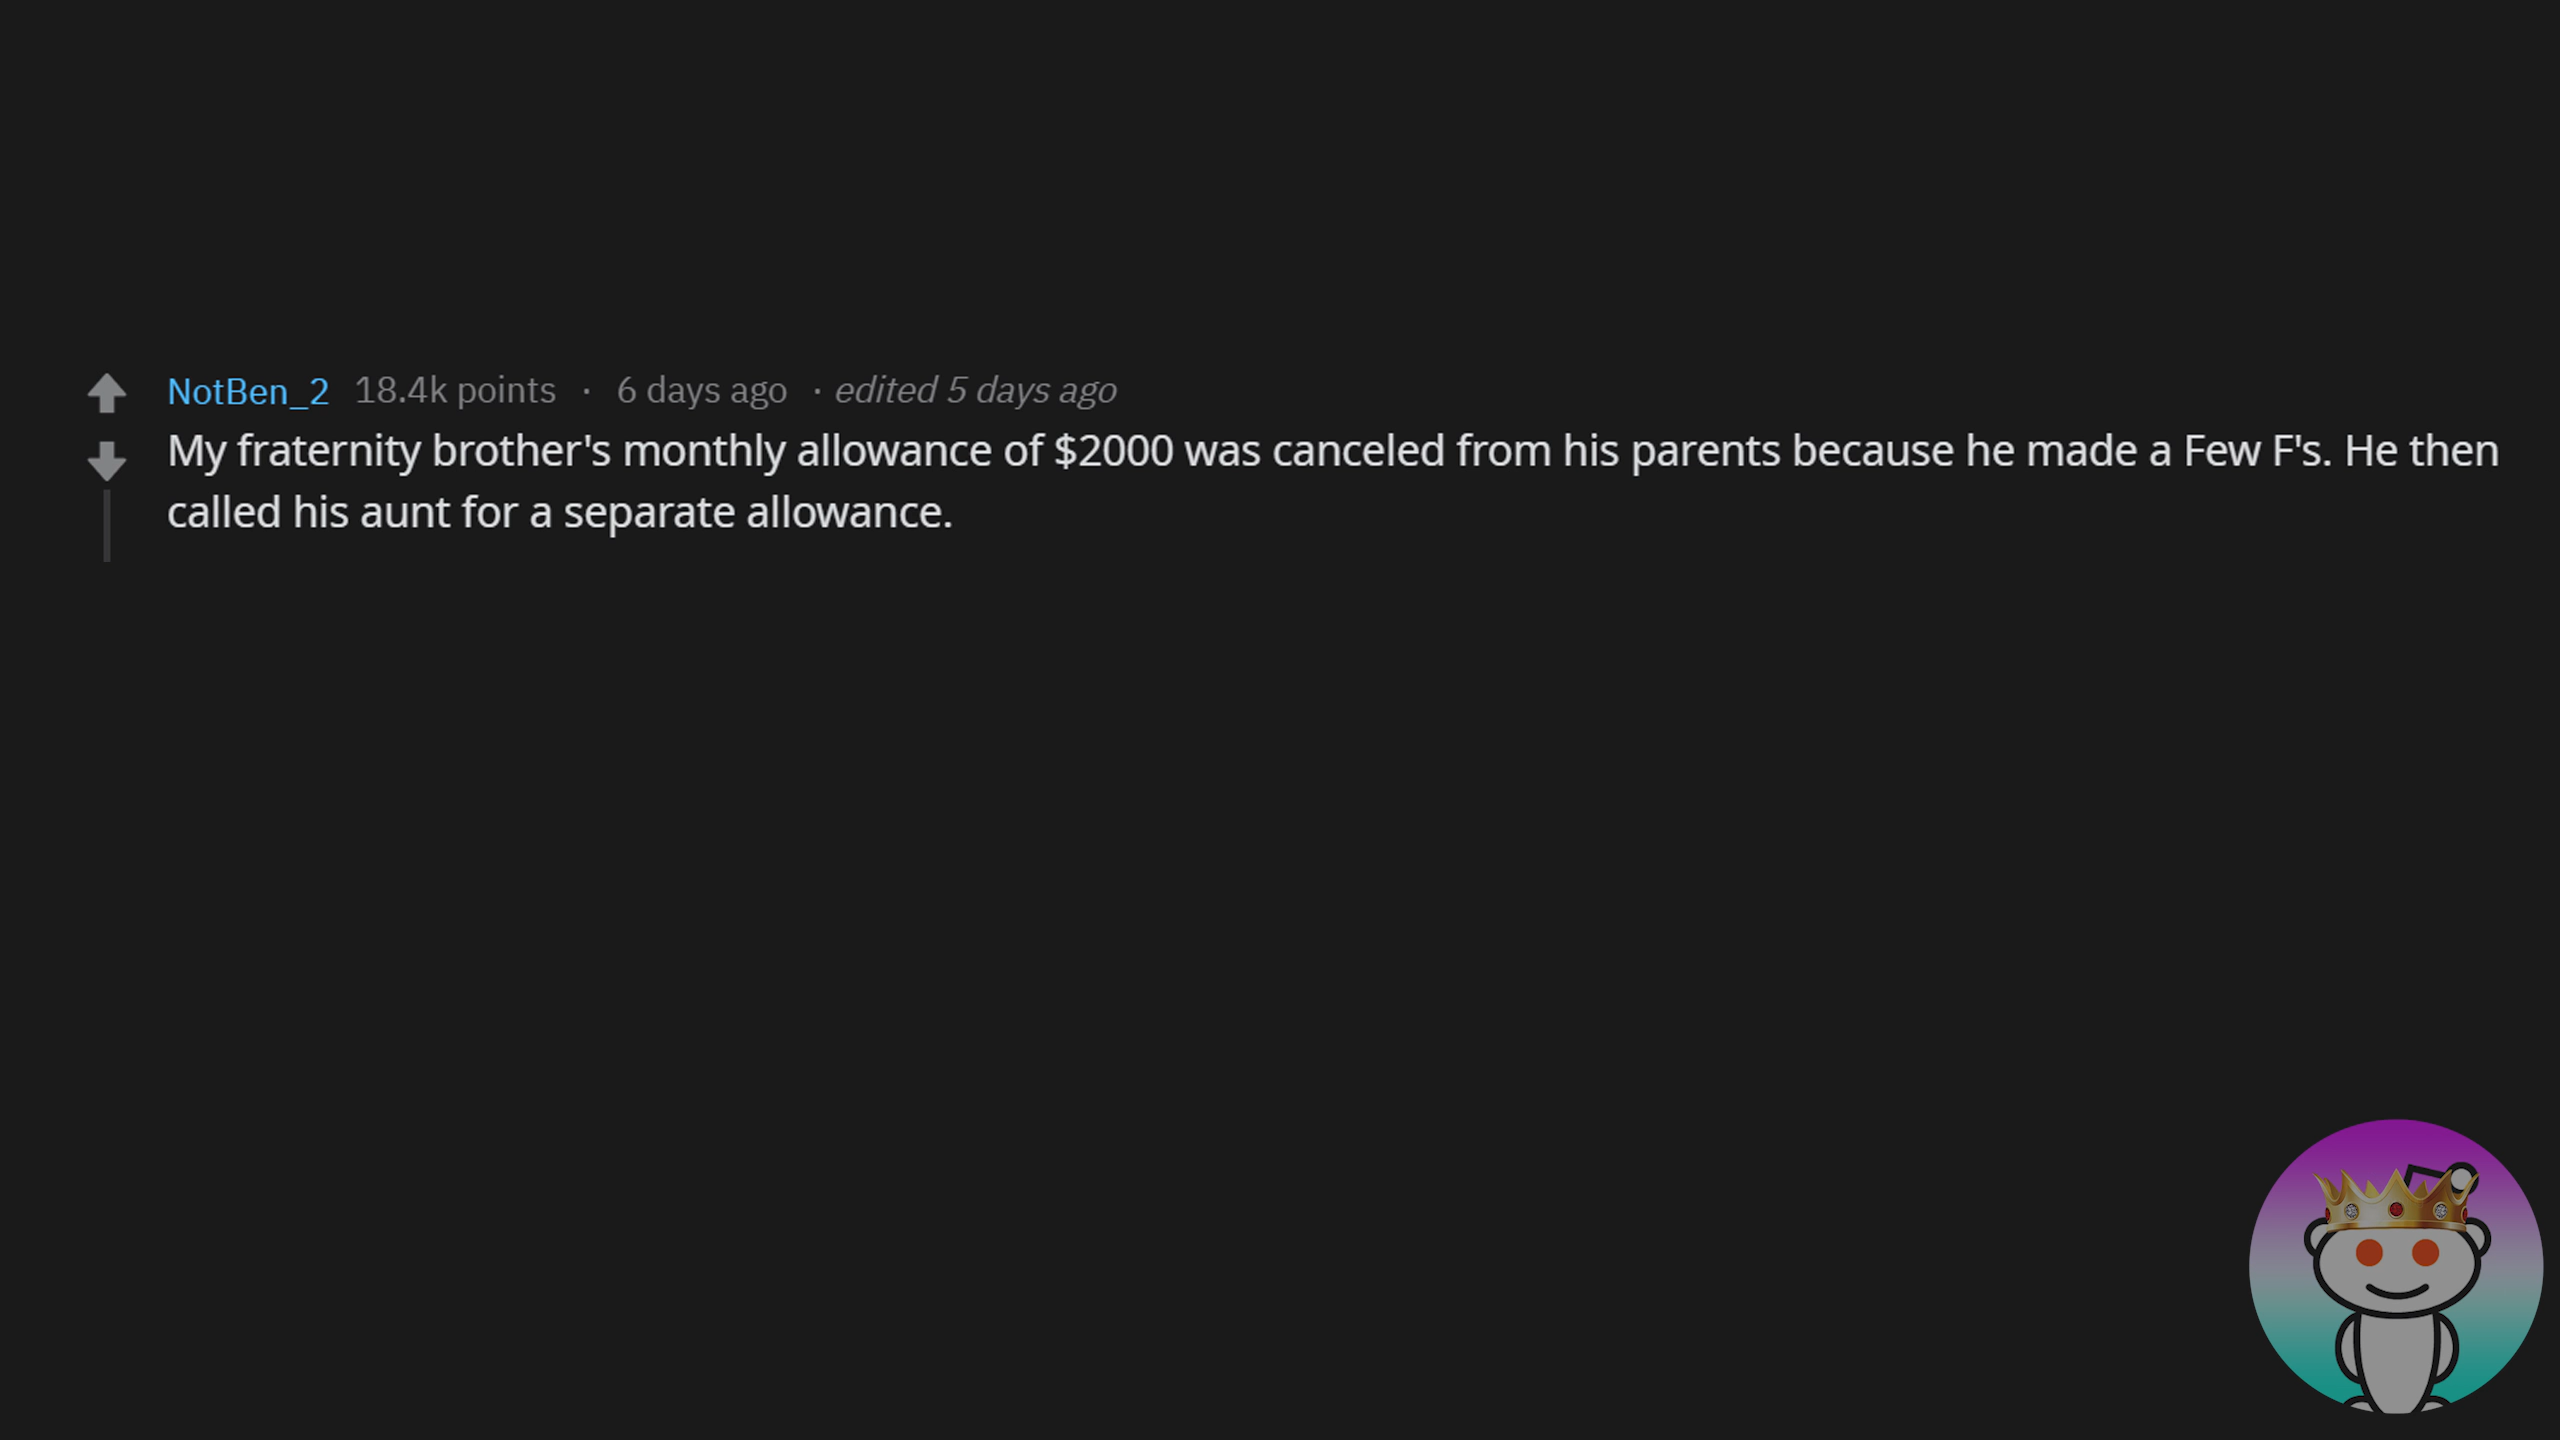 NotBen_2 18.4k points · 6 days ago · edited 5 days ago
My fraternity brother's monthly allowance of $2000 was canceled from his parents because he made a Few F's. He then
called his aunt for a separate allowance.